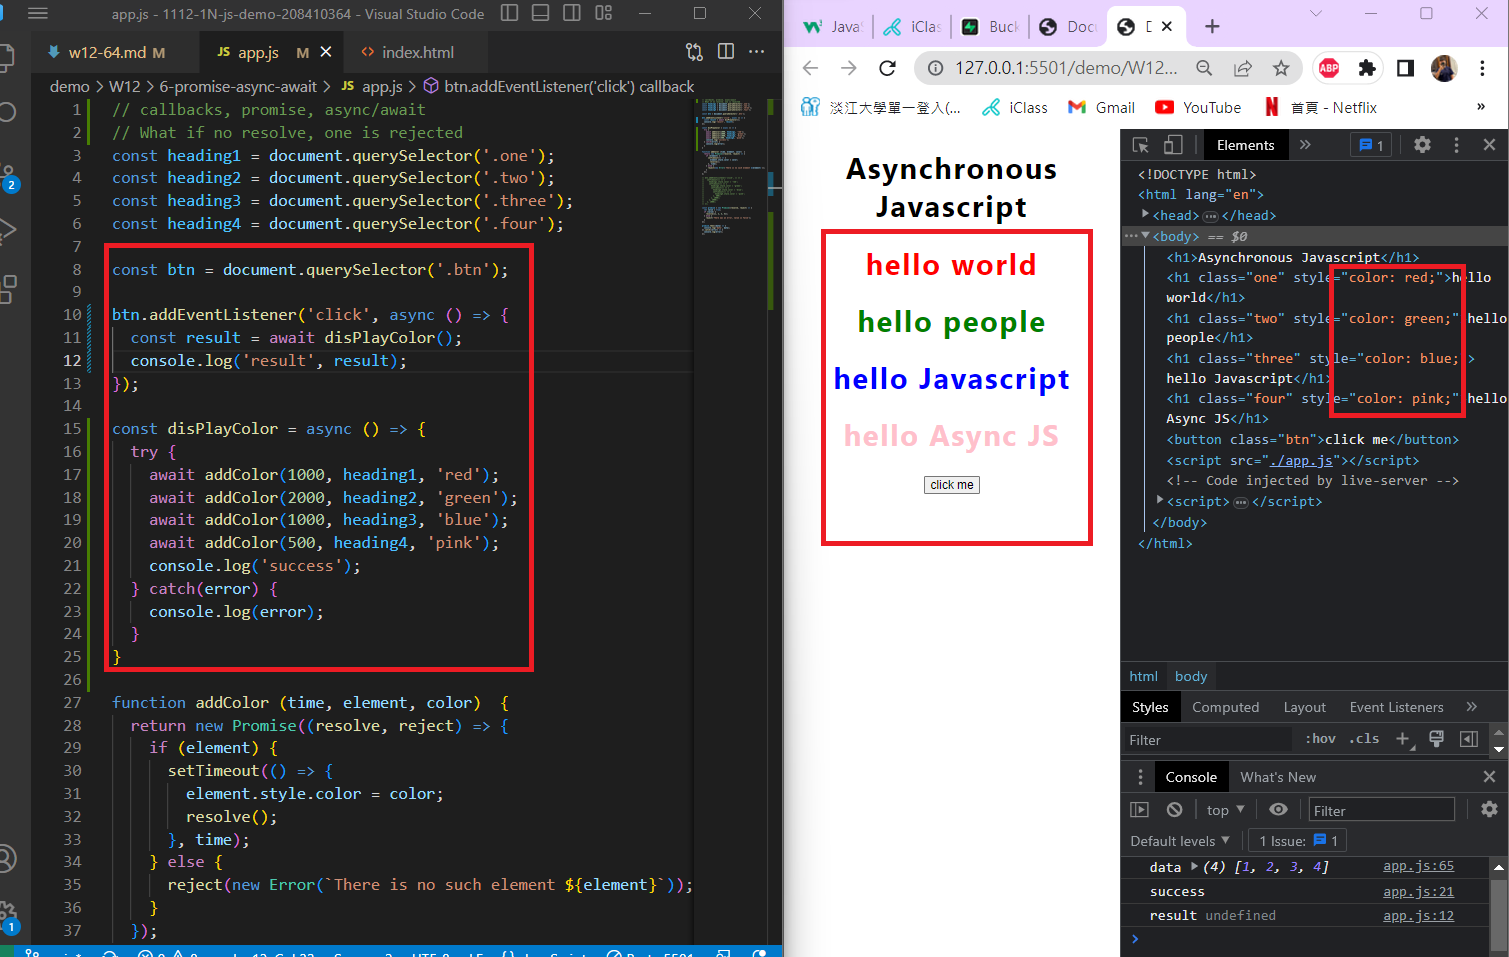 app.js - 1112-1N-js-demo-208410364 - Visual Studio Code
w12-64.md M
JS app.js M
index.html
demo > W12 > 6-promise-async-await > JS app.js > btn.addEventListener('click') callback
1 // callbacks, promise, async/await
2 // What if no resolve, one is rejected
3 const heading1 = document.querySelector('.one');
4 const heading2 = document.querySelector('.two');
5 const heading3 = document.querySelector('.three');
6 const heading4 = document.querySelector('.four');
7
8 const btn = document.querySelector('.btn');
9
10 btn.addEventListener('click', async () => {
11 const result = await disPlayColor();
12 console.log('result', result);
13 });
14
15 const disPlayColor = async () => {
16 try {
17 await addColor(1000, heading1, 'red');
18 await addColor(2000, heading2, 'green');
19 await addColor(1000, heading3, 'blue');
20 await addColor(500, heading4, 'pink');
21 console.log('success');
22 } catch(error) {
23 console.log(error);
24 }
25 }
26
27 function addColor (time, element, color) {
28 return new Promise((resolve, reject) => {
29 if (element) {
30 setTimeout(() => {
31 element.style.color = color;
32 resolve();
33 }, time);
34 } else {
35 reject(new Error(`There is no such element ${element}`));
36 }
37 });
2
1
Java
iClas
Buck
Docu
D
127.0.0.1:5501/demo/W12...
ABP
淡江大學單一登入(...
iClass
Gmail
YouTube
首頁 - Netflix
»
Asynchronous
Javascript
hello world
hello people
hello Javascript
hello Async JS
click me
Elements » 1
<!DOCTYPE html>
<html lang="en">
<head> ... </head>
<body> == $0
<h1>Asynchronous Javascript</h1>
<h1 class="one" style="color: red;">hello
world</h1>
<h1 class="two" style="color: green;" hello
people</h1>
<h1 class="three" style="color: blue; >
hello Javascript</h1>
<h1 class="four" style="color: pink;" hello
Async JS</h1>
<button class="btn">click me</button>
<script src="./app.js"></script>
<!-- Code injected by live-server -->
<script> ... </script>
</body>
</html>
html body
Styles Computed Layout Event Listeners »
Filter :hov .cls +
Console What's New
top Filter
Default levels 1 Issue: 1
data (4) [1, 2, 3, 4] app.js:65
success app.js:21
result undefined app.js:12